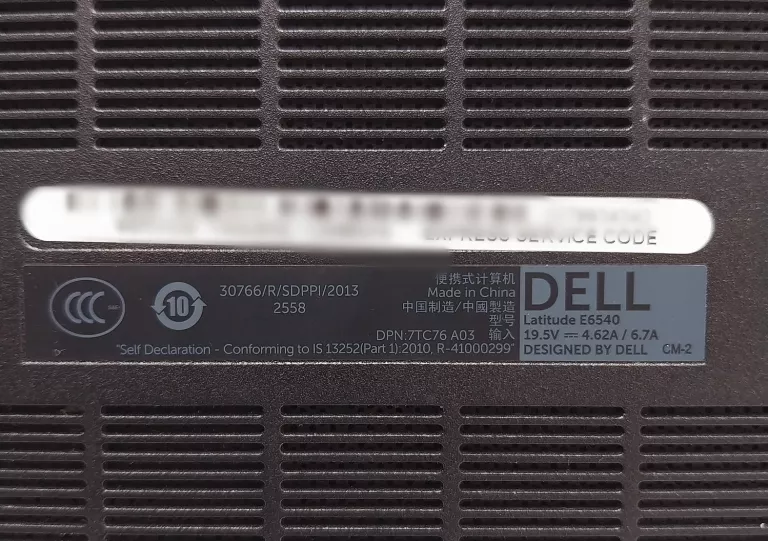 EXPRESS SERVICE CODE
CCC
10
30766/R/SDPPI/2013
2558
便携式计算机
Made in China
中国制造/中國製造
型号
DPN:7TC76 A03 输入
"Self Declaration - Conforming to IS 13252(Part 1):2010, R-41000299"
DELL
Latitude E6540
19.5V ⎓ 4.62A / 6.7A
DESIGNED BY DELL CM-2